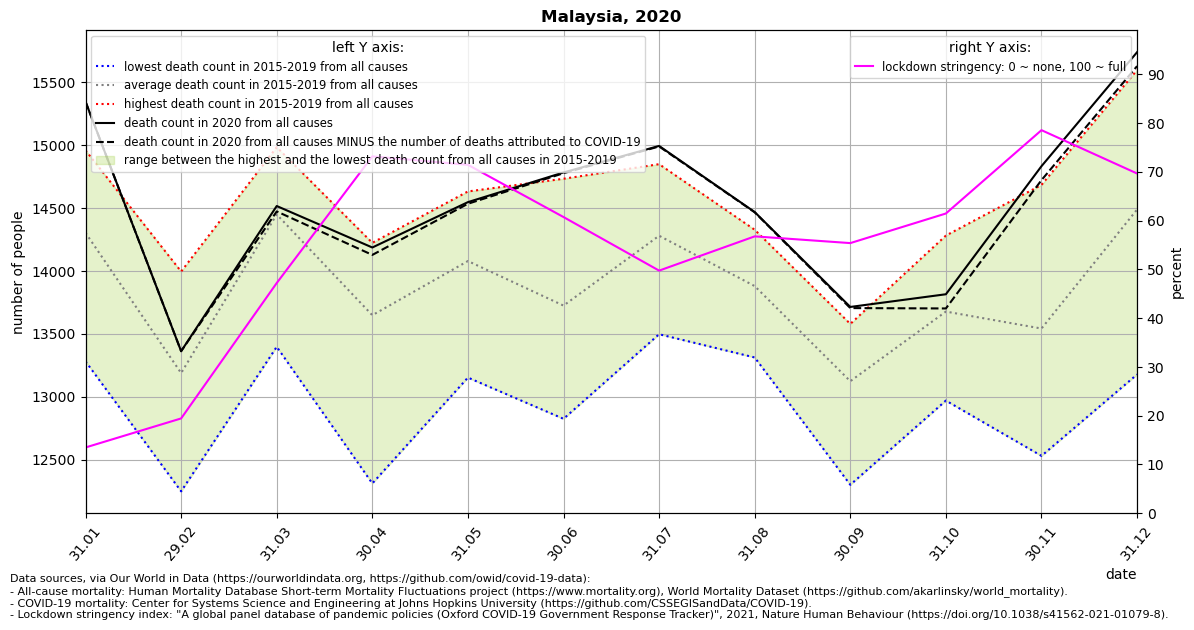 Malaysia, 2020
left Y axis:
lowest death count in 2015-2019 from all causes
average death count in 2015-2019 from all causes
highest death count in 2015-2019 from all causes
death count in 2020 from all causes
death count in 2020 from all causes MINUS the number of deaths attributed to COVID-19
range between the highest and the lowest death count from all causes in 2015-2019
right Y axis:
lockdown stringency: 0 ~ none, 100 ~ full
number of people
15500
15000
14500
14000
13500
13000
12500
percent
90
80
70
60
50
40
30
20
10
0
31.01
29.02
31.03
30.04
31.05
30.06
31.07
31.08
30.09
31.10
30.11
31.12
date
Data sources, via Our World in Data (https://ourworldindata.org, https://github.com/owid/covid-19-data):
- All-cause mortality: Human Mortality Database Short-term Mortality Fluctuations project (https://www.mortality.org), World Mortality Dataset (https://github.com/akarlinsky/world_mortality).
- COVID-19 mortality: Center for Systems Science and Engineering at Johns Hopkins University (https://github.com/CSSEGISandData/COVID-19).
- Lockdown stringency index: "A global panel database of pandemic policies (Oxford COVID-19 Government Response Tracker)", 2021, Nature Human Behaviour (https://doi.org/10.1038/s41562-021-01079-8).